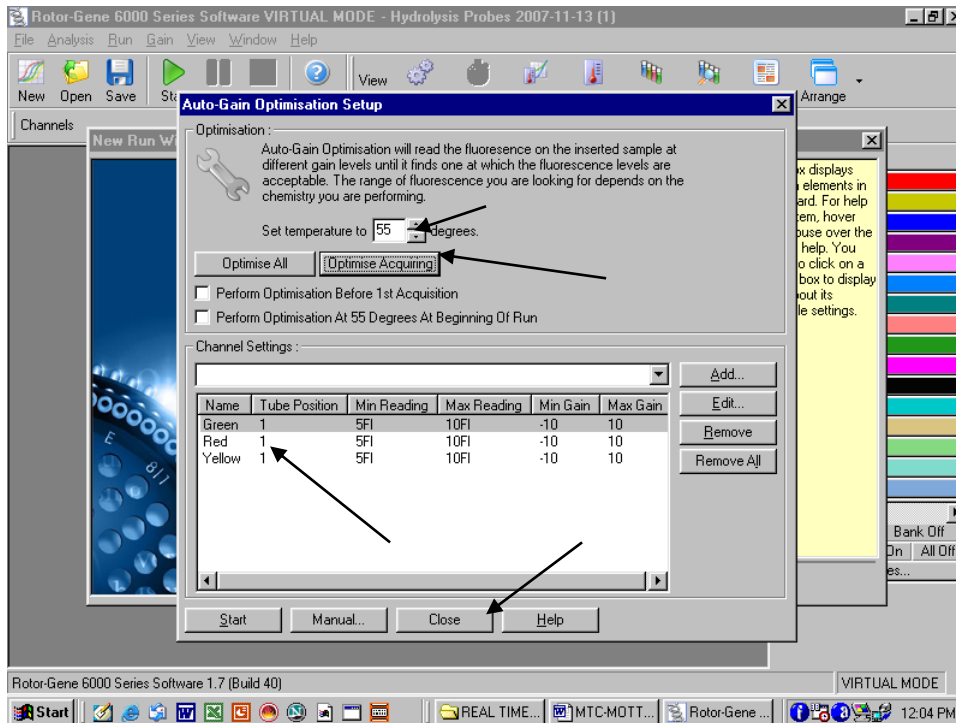 Rotor-Gene 6000 Series Software VIRTUAL MODE - Hydrolysis Probes 2007-11-13 (1)
File Analysis Run Gain View Window Help
New Open Save View Arrange
Channels
New Run
Auto-Gain Optimisation Setup
Optimisation :
Auto-Gain Optimisation will read the fluoresence on the inserted sample at
different gain levels until it finds one at which the fluorescence levels are
acceptable. The range of fluorescence you are looking for depends on the
chemistry you are performing.
Set temperature to 55 degrees.
Optimise All Optimise Acquiring
Perform Optimisation Before 1st Acquisition
Perform Optimisation At 55 Degrees At Beginning Of Run
Channel Settings :
Name Tube Position Min Reading Max Reading Min Gain Max Gain
Green 1 5Fl 10Fl -10 10
Red 1 5Fl 10Fl -10 10
Yellow 1 5Fl 10Fl -10 10
Add...
Edit...
Remove
Remove All
Start Manual... Close Help
displays
elements in
For help
hover
over the
help. You
click on a
box to display
its
settings.
E
8/1
Bank Off
On All Off
Rotor-Gene 6000 Series Software 1.7 (Build 40) VIRTUAL MODE
Start REAL TIME... MTC-MOTT... Rotor-Gene ... 12:04 PM